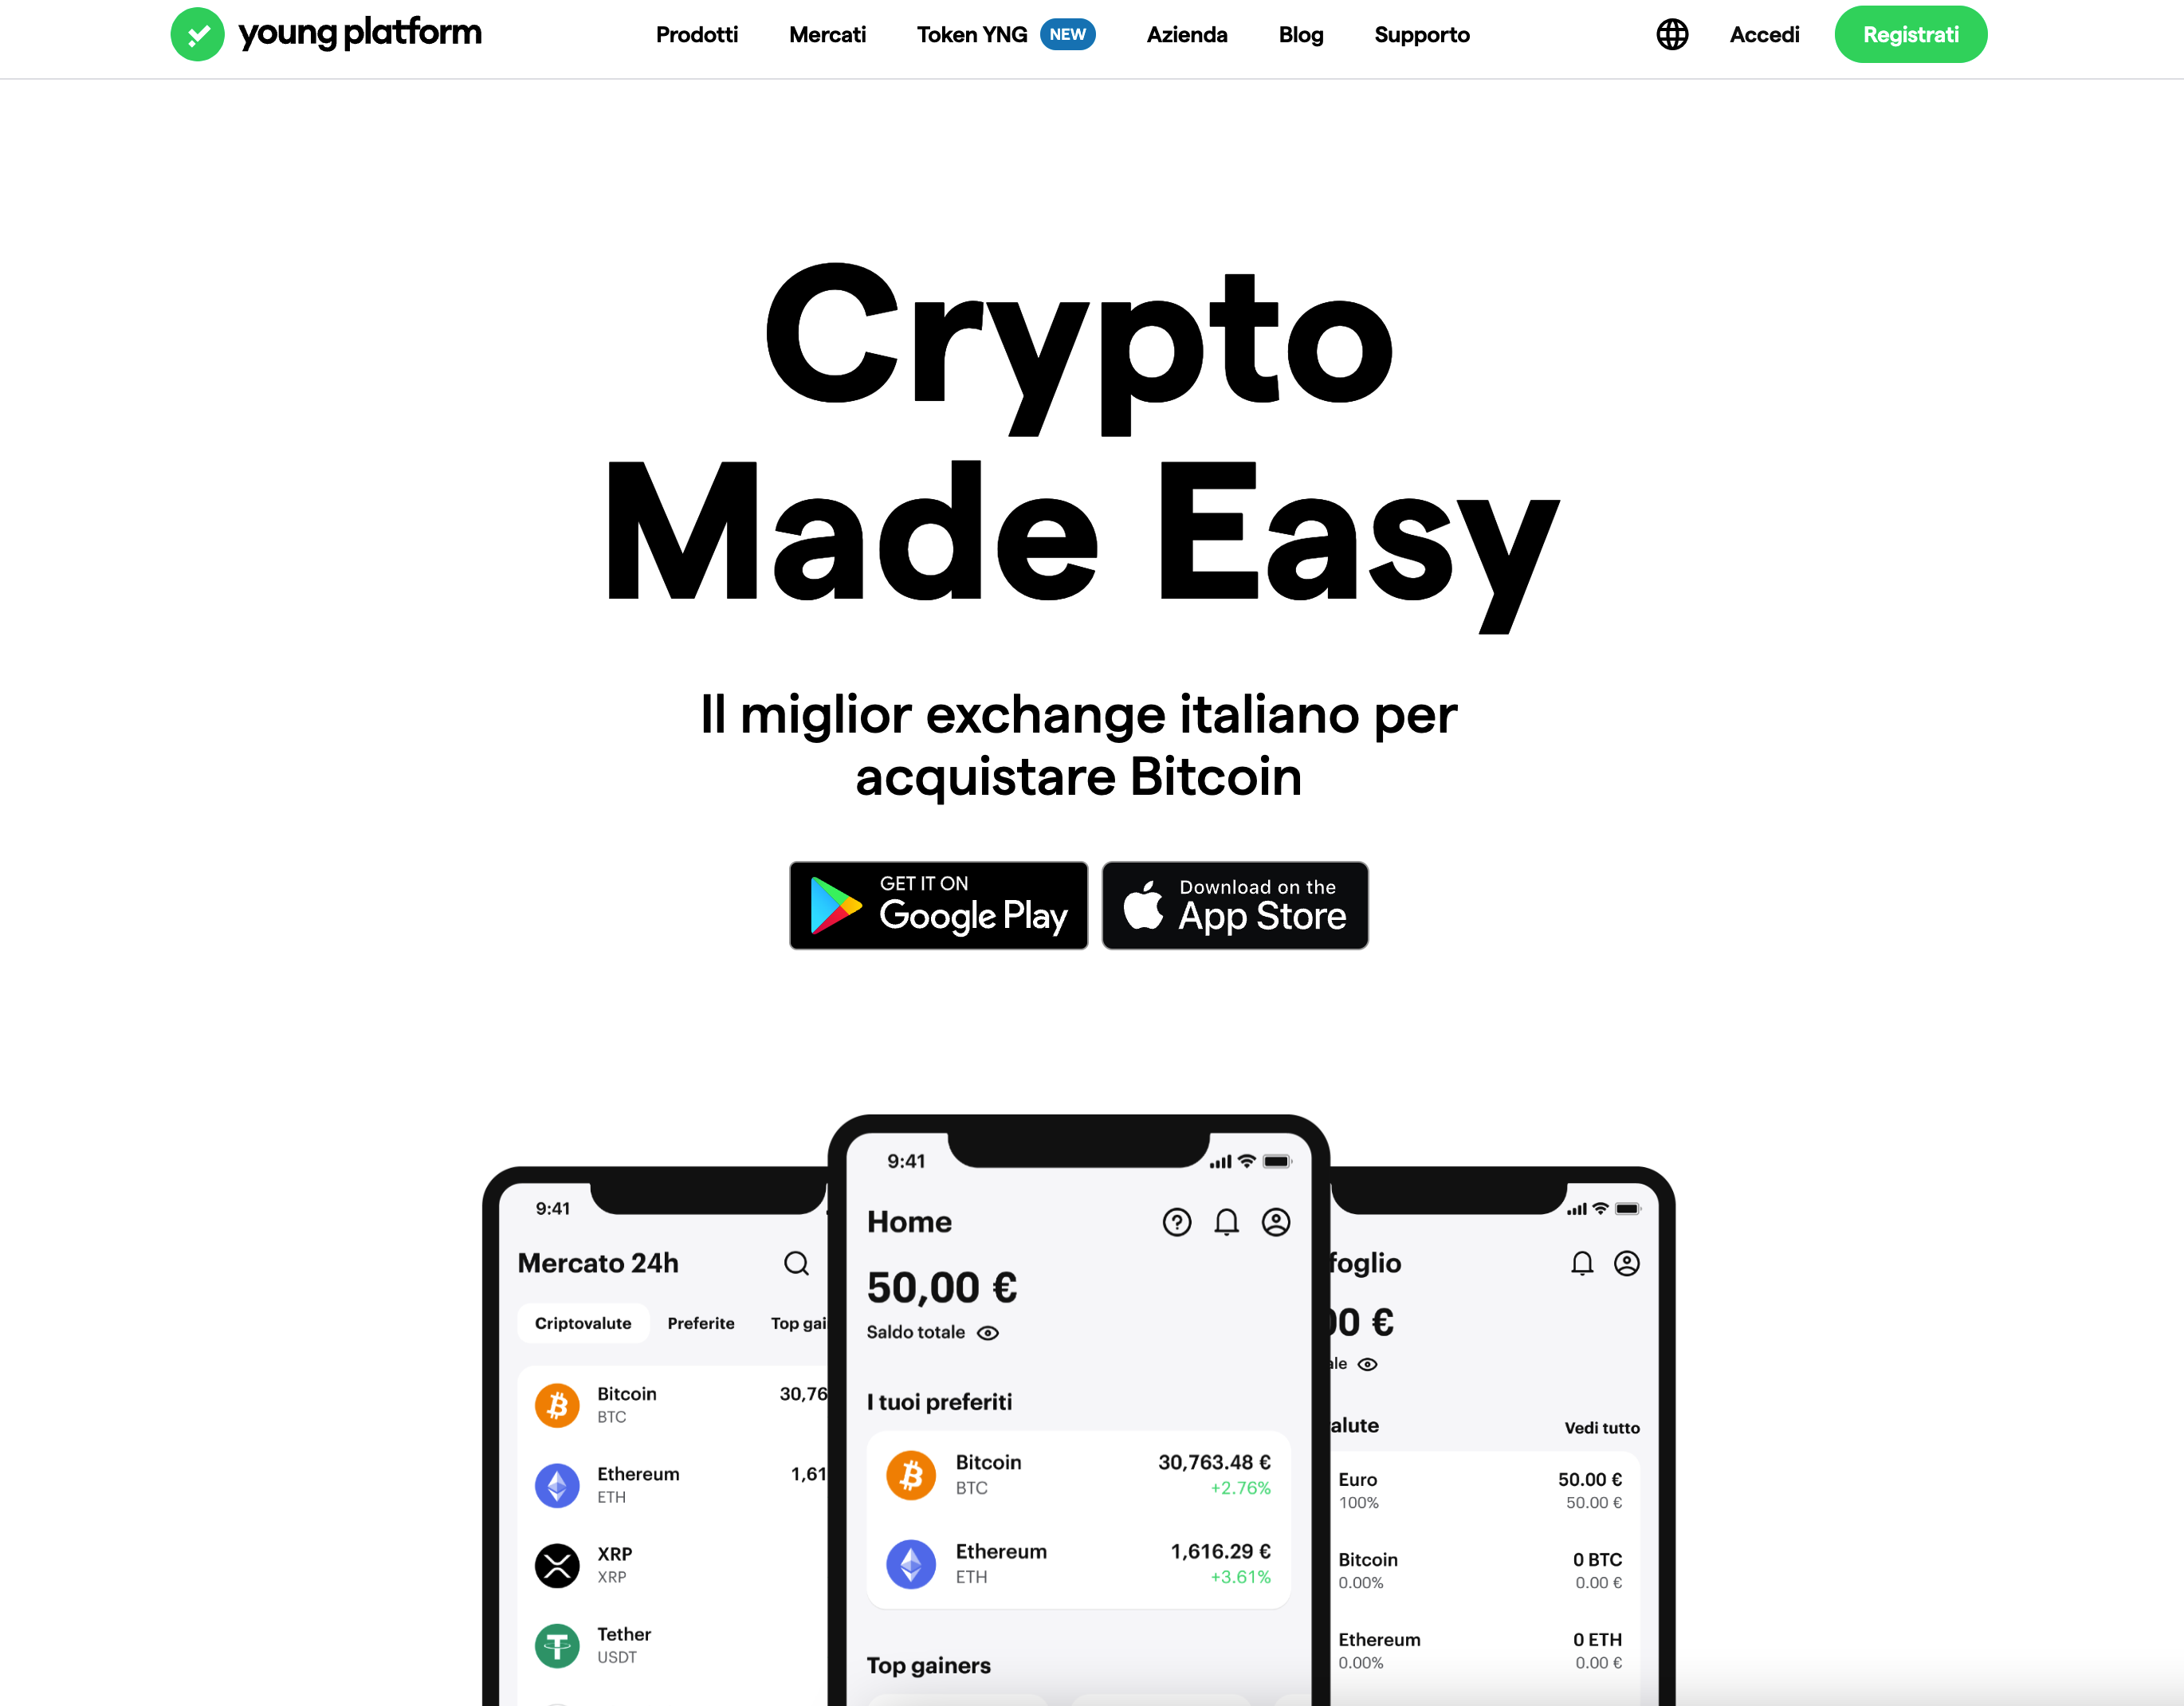 young platform
Prodotti Mercati Token YNG NEW Azienda Blog Supporto Accedi Registrati
Crypto
Made Easy
Il miglior exchange italiano per
acquistare Bitcoin
GET IT ON
Google Play
Download on the
App Store
9:41
Mercato 24h
Criptovalute Preferite Top gai
Bitcoin 30,76
BTC
Ethereum 1,61
ETH
XRP
XRP
Tether
USDT
9:41
Home
50,00 €
Saldo totale
I tuoi preferiti
Bitcoin 30,763.48 €
BTC +2.76%
Ethereum 1,616.29 €
ETH +3.61%
Top gainers
foglio
00 €
ale
alute Vedi tutto
Euro 50.00 €
100% 50.00 €
Bitcoin 0 BTC
0.00% 0.00 €
Ethereum 0 ETH
0.00% 0.00 €